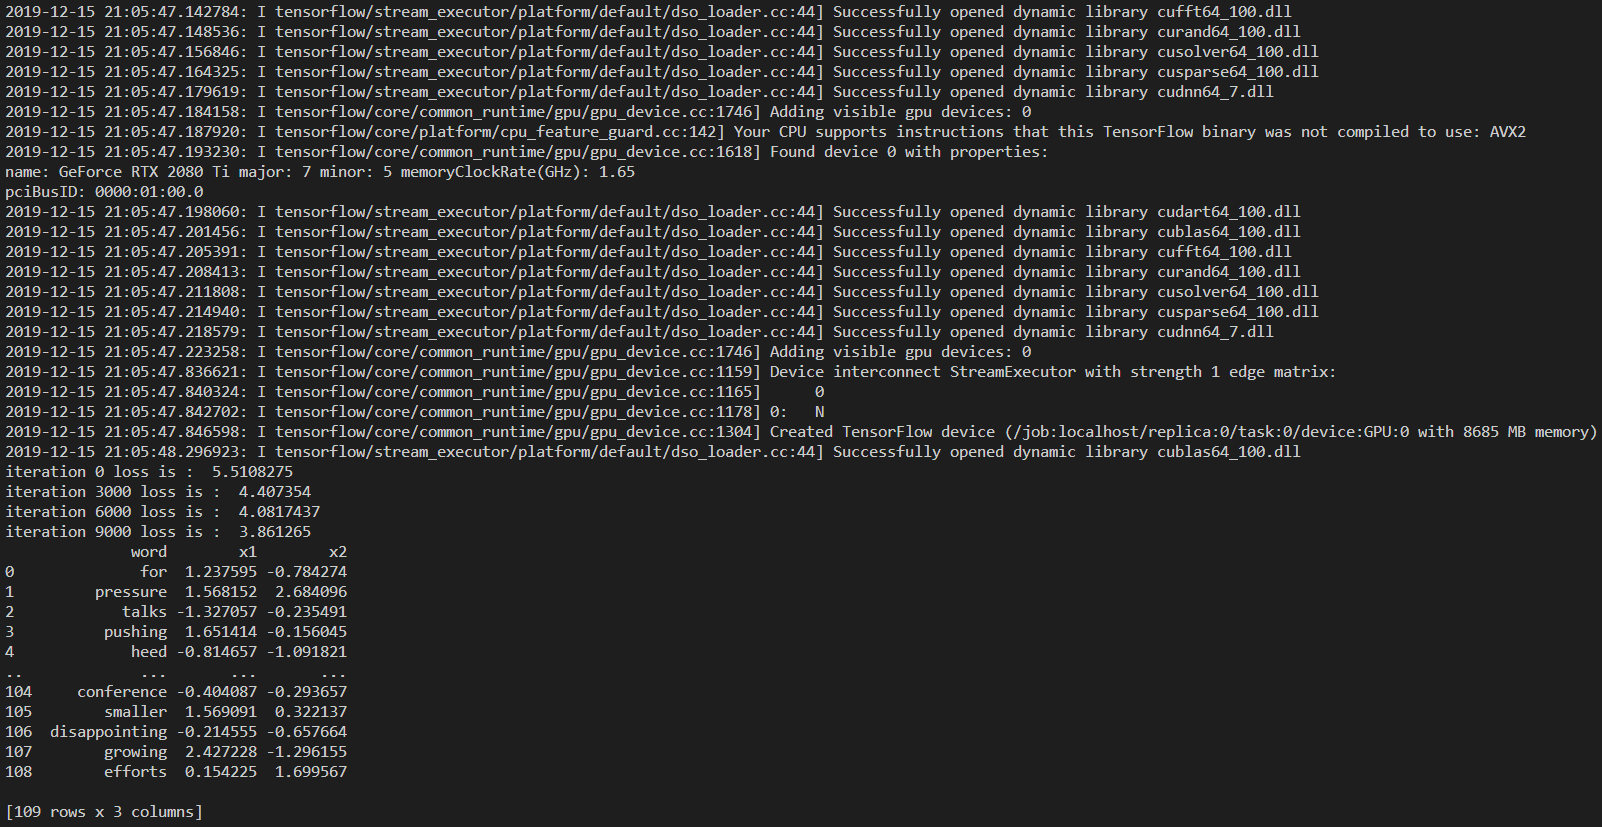 2019-12-15 21:05:47.142784: I tensorflow/stream_executor/platform/default/dso_loader.cc:44] Successfully opened dynamic library cufft64_100.dll
2019-12-15 21:05:47.148536: I tensorflow/stream_executor/platform/default/dso_loader.cc:44] Successfully opened dynamic library curand64_100.dll
2019-12-15 21:05:47.156846: I tensorflow/stream_executor/platform/default/dso_loader.cc:44] Successfully opened dynamic library cusolver64_100.dll
2019-12-15 21:05:47.164325: I tensorflow/stream_executor/platform/default/dso_loader.cc:44] Successfully opened dynamic library cusparse64_100.dll
2019-12-15 21:05:47.179619: I tensorflow/stream_executor/platform/default/dso_loader.cc:44] Successfully opened dynamic library cudnn64_7.dll
2019-12-15 21:05:47.184158: I tensorflow/core/common_runtime/gpu/gpu_device.cc:1746] Adding visible gpu devices: 0
2019-12-15 21:05:47.187920: I tensorflow/core/platform/cpu_feature_guard.cc:142] Your CPU supports instructions that this TensorFlow binary was not compiled to use: AVX2
2019-12-15 21:05:47.193230: I tensorflow/core/common_runtime/gpu/gpu_device.cc:1618] Found device 0 with properties:
name: GeForce RTX 2080 Ti major: 7 minor: 5 memoryClockRate(GHz): 1.65
pciBusID: 0000:01:00.0
2019-12-15 21:05:47.198060: I tensorflow/stream_executor/platform/default/dso_loader.cc:44] Successfully opened dynamic library cudart64_100.dll
2019-12-15 21:05:47.201456: I tensorflow/stream_executor/platform/default/dso_loader.cc:44] Successfully opened dynamic library cublas64_100.dll
2019-12-15 21:05:47.205391: I tensorflow/stream_executor/platform/default/dso_loader.cc:44] Successfully opened dynamic library cufft64_100.dll
2019-12-15 21:05:47.208413: I tensorflow/stream_executor/platform/default/dso_loader.cc:44] Successfully opened dynamic library curand64_100.dll
2019-12-15 21:05:47.211808: I tensorflow/stream_executor/platform/default/dso_loader.cc:44] Successfully opened dynamic library cusolver64_100.dll
2019-12-15 21:05:47.214940: I tensorflow/stream_executor/platform/default/dso_loader.cc:44] Successfully opened dynamic library cusparse64_100.dll
2019-12-15 21:05:47.218579: I tensorflow/stream_executor/platform/default/dso_loader.cc:44] Successfully opened dynamic library cudnn64_7.dll
2019-12-15 21:05:47.223258: I tensorflow/core/common_runtime/gpu/gpu_device.cc:1746] Adding visible gpu devices: 0
2019-12-15 21:05:47.836621: I tensorflow/core/common_runtime/gpu/gpu_device.cc:1159] Device interconnect StreamExecutor with strength 1 edge matrix:
2019-12-15 21:05:47.840324: I tensorflow/core/common_runtime/gpu/gpu_device.cc:1165]      0
2019-12-15 21:05:47.842702: I tensorflow/core/common_runtime/gpu/gpu_device.cc:1178] 0:   N
2019-12-15 21:05:47.846598: I tensorflow/core/common_runtime/gpu/gpu_device.cc:1304] Created TensorFlow device (/job:localhost/replica:0/task:0/device:GPU:0 with 8685 MB memory)
2019-12-15 21:05:48.296923: I tensorflow/stream_executor/platform/default/dso_loader.cc:44] Successfully opened dynamic library cublas64_100.dll
iteration 0 loss is :  5.5108275
iteration 3000 loss is :  4.407354
iteration 6000 loss is :  4.0817437
iteration 9000 loss is :  3.861265
              word        x1        x2
0              for  1.237595 -0.784274
1         pressure  1.568152  2.684096
2            talks -1.327057 -0.235491
3          pushing  1.651414 -0.156045
4             heed -0.814657 -1.091821
..             ...       ...       ...
104     conference -0.404087 -0.293657
105        smaller  1.569091  0.322137
106  disappointing -0.214555 -0.657664
107        growing  2.427228 -1.296155
108        efforts  0.154225  1.699567
[109 rows x 3 columns]